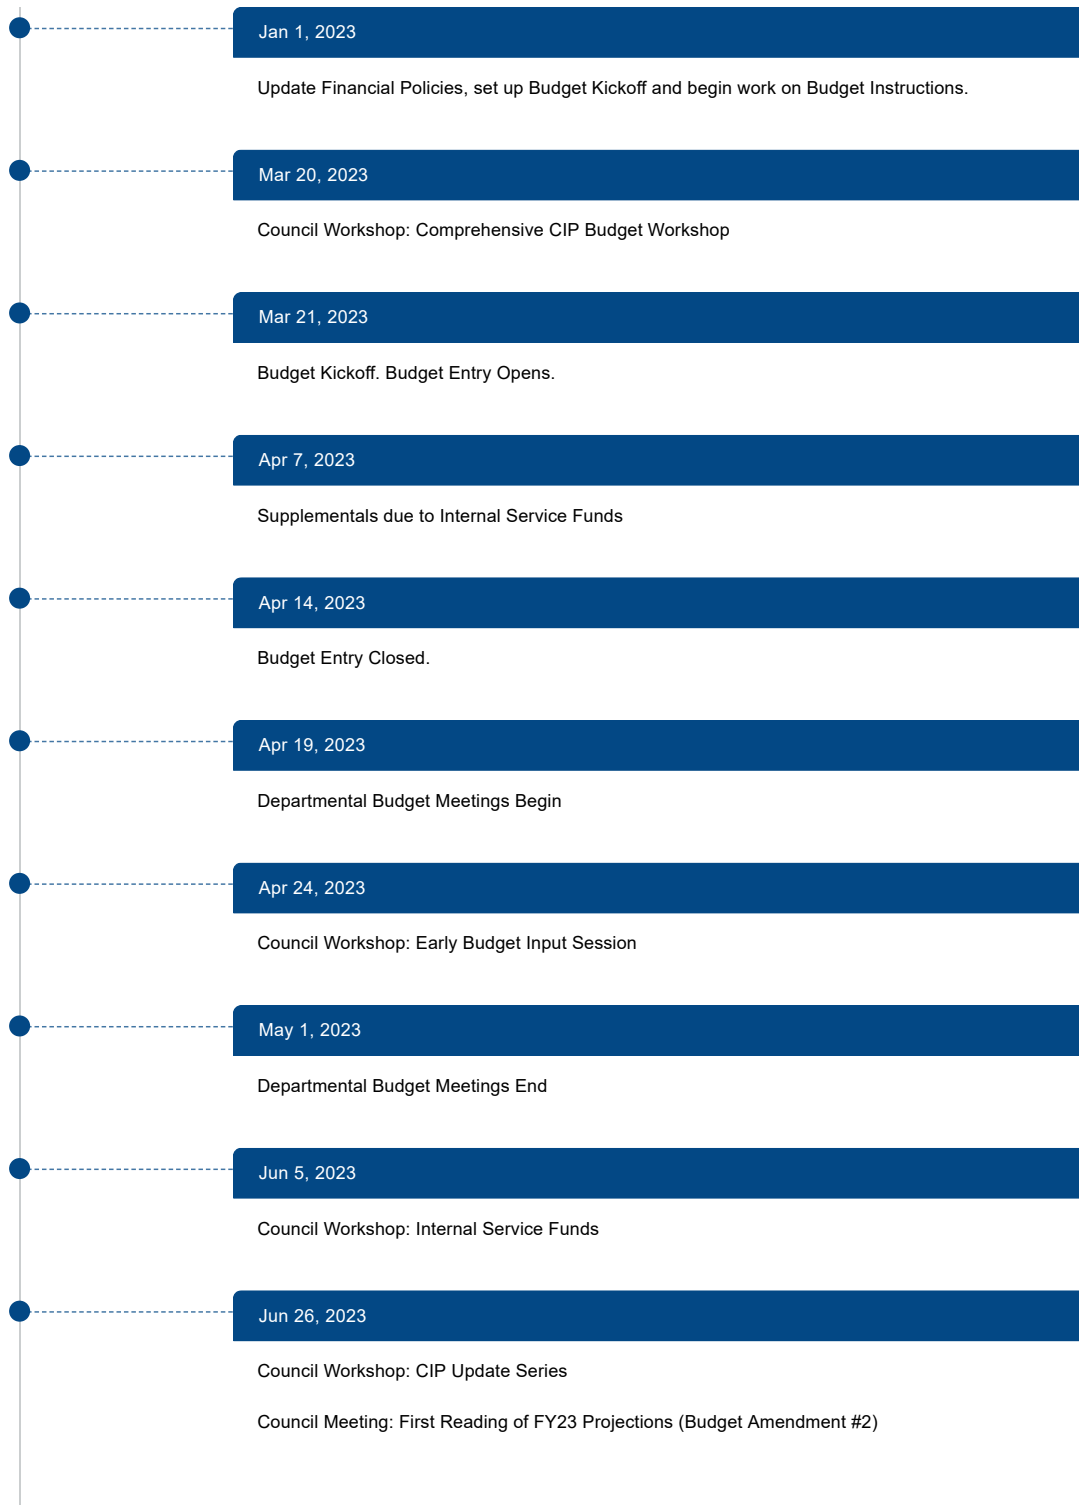 Jan 1, 2023
Update Financial Policies, set up Budget Kickoff and begin work on Budget Instructions.
Mar 20, 2023
Council Workshop: Comprehensive CIP Budget Workshop
Mar 21, 2023
Budget Kickoff. Budget Entry Opens.
Apr 7, 2023
Supplementals due to Internal Service Funds
Apr 14, 2023
Budget Entry Closed.
Apr 19, 2023
Departmental Budget Meetings Begin
Apr 24, 2023
Council Workshop: Early Budget Input Session
May 1, 2023
Departmental Budget Meetings End
Jun 5, 2023
Council Workshop: Internal Service Funds
Jun 26, 2023
Council Workshop: CIP Update Series
Council Meeting: First Reading of FY23 Projections (Budget Amendment #2)